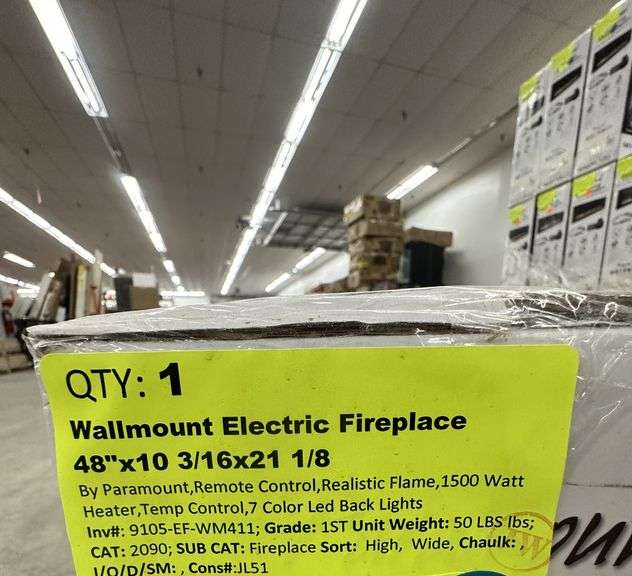 QTY: 1
Wallmount Electric Fireplace
48"x10 3/16x21 1/8
By Paramount,Remote Control,Realistic Flame,1500 Watt
Heater,Temp Control,7 Color Led Back Lights
Inv#: 9105-EF-WM411; Grade: 1ST Unit Weight: 50 LBS lbs;
CAT: 2090; SUB CAT: Fireplace Sort: High, Wide, Chaulk: ,
I/O/D/SM: , Cons#:JL51